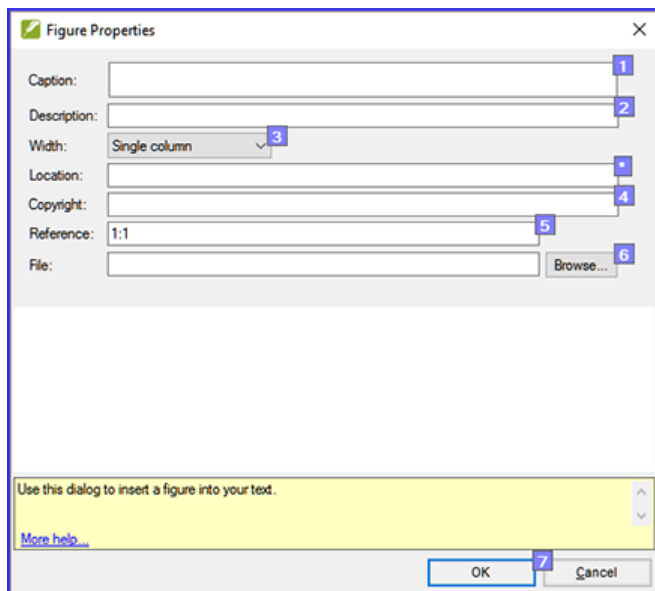 Figure Properties
Caption: 1
Description: 2
Width: Single column 3
Location: *
Copyright: 4
Reference: 1:1 5
File: Browse... 6
Use this dialog to insert a figure into your text.
More help...
OK 7 Cancel